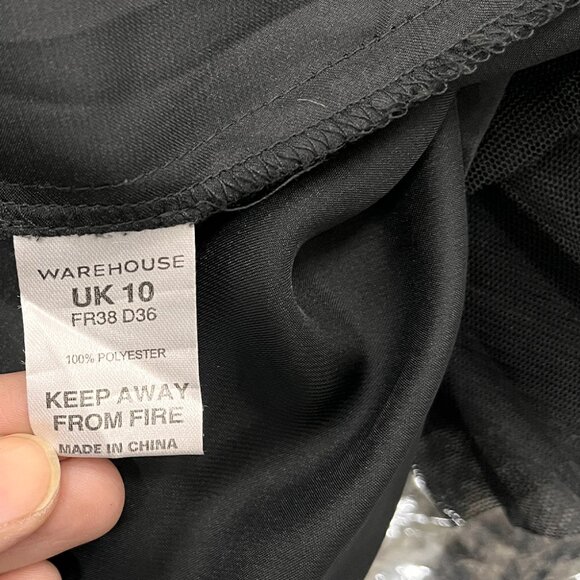 WAREHOUSE
UK 10
FR38 D36
100% POLYESTER
KEEP AWAY
FROM FIRE
MADE IN CHINA